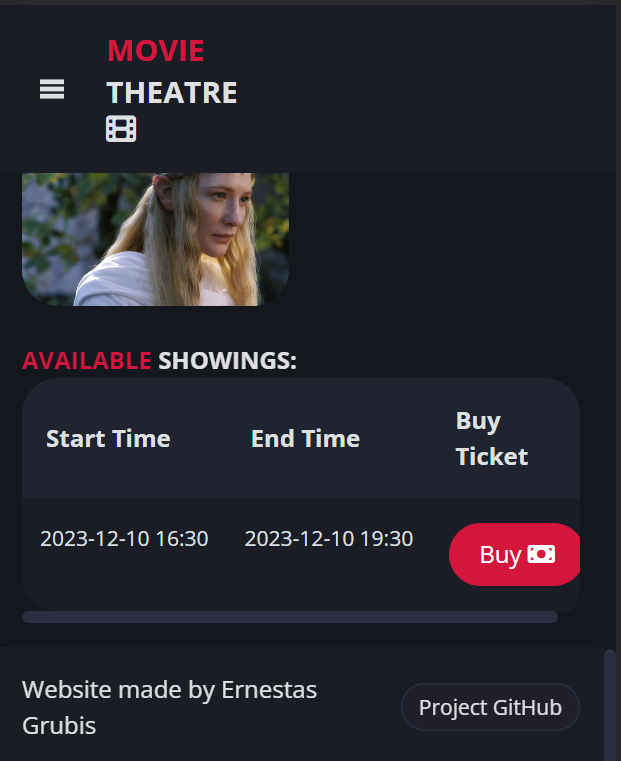 MOVIE
THEATRE
AVAILABLE SHOWINGS:
Start Time End Time Buy Ticket
2023-12-10 16:30 2023-12-10 19:30 Buy
Website made by Ernestas
Grubis
Project GitHub